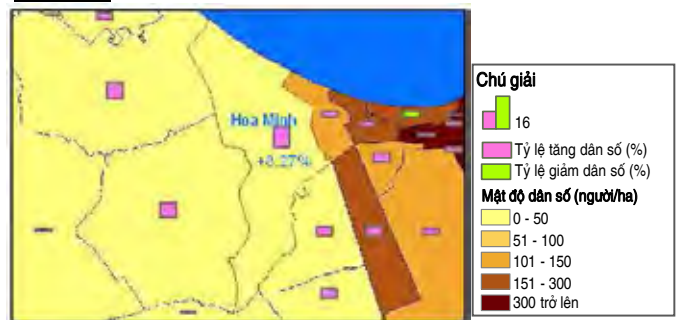 Hoa Minh
+8.27%
Chú giải
16
Tỷ lệ tăng dân số (%)
Tỷ lệ giảm dân số (%)
Mật độ dân số (người/ha)
0 - 50
51 - 100
101 - 150
151 - 300
300 trở lên